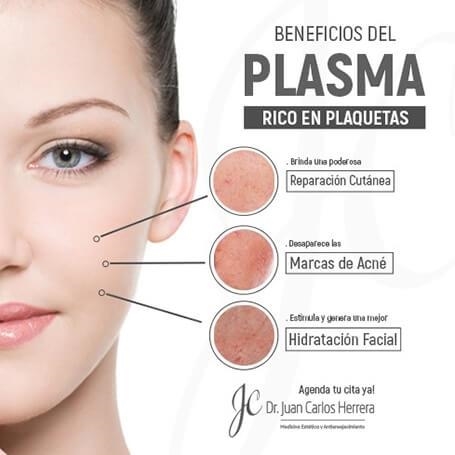 BENEFICIOS DEL
PLASMA
RICO EN PLAQUETAS
. Brinda una poderosa
Reparación Cutánea
. Desaparece las
Marcas de Acné
. Estimula y genera una mejor
Hidratación Facial
Agenda tu cita ya!
JC Dr. Juan Carlos Herrera
Medicina Estética y Antienvejecimiento